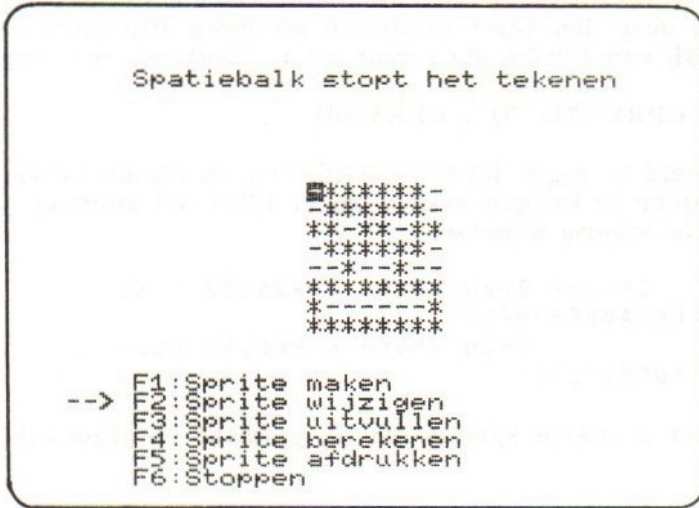 Spatiebalk stopt het tekenen
******-
-******-
**-**-**
-******-
--*--*--
********
*------*
********
F1:Sprite maken
--> F2:Sprite wijzigen
F3:Sprite uitvullen
F4:Sprite berekenen
F5:Sprite afdrukken
F6:Stoppen